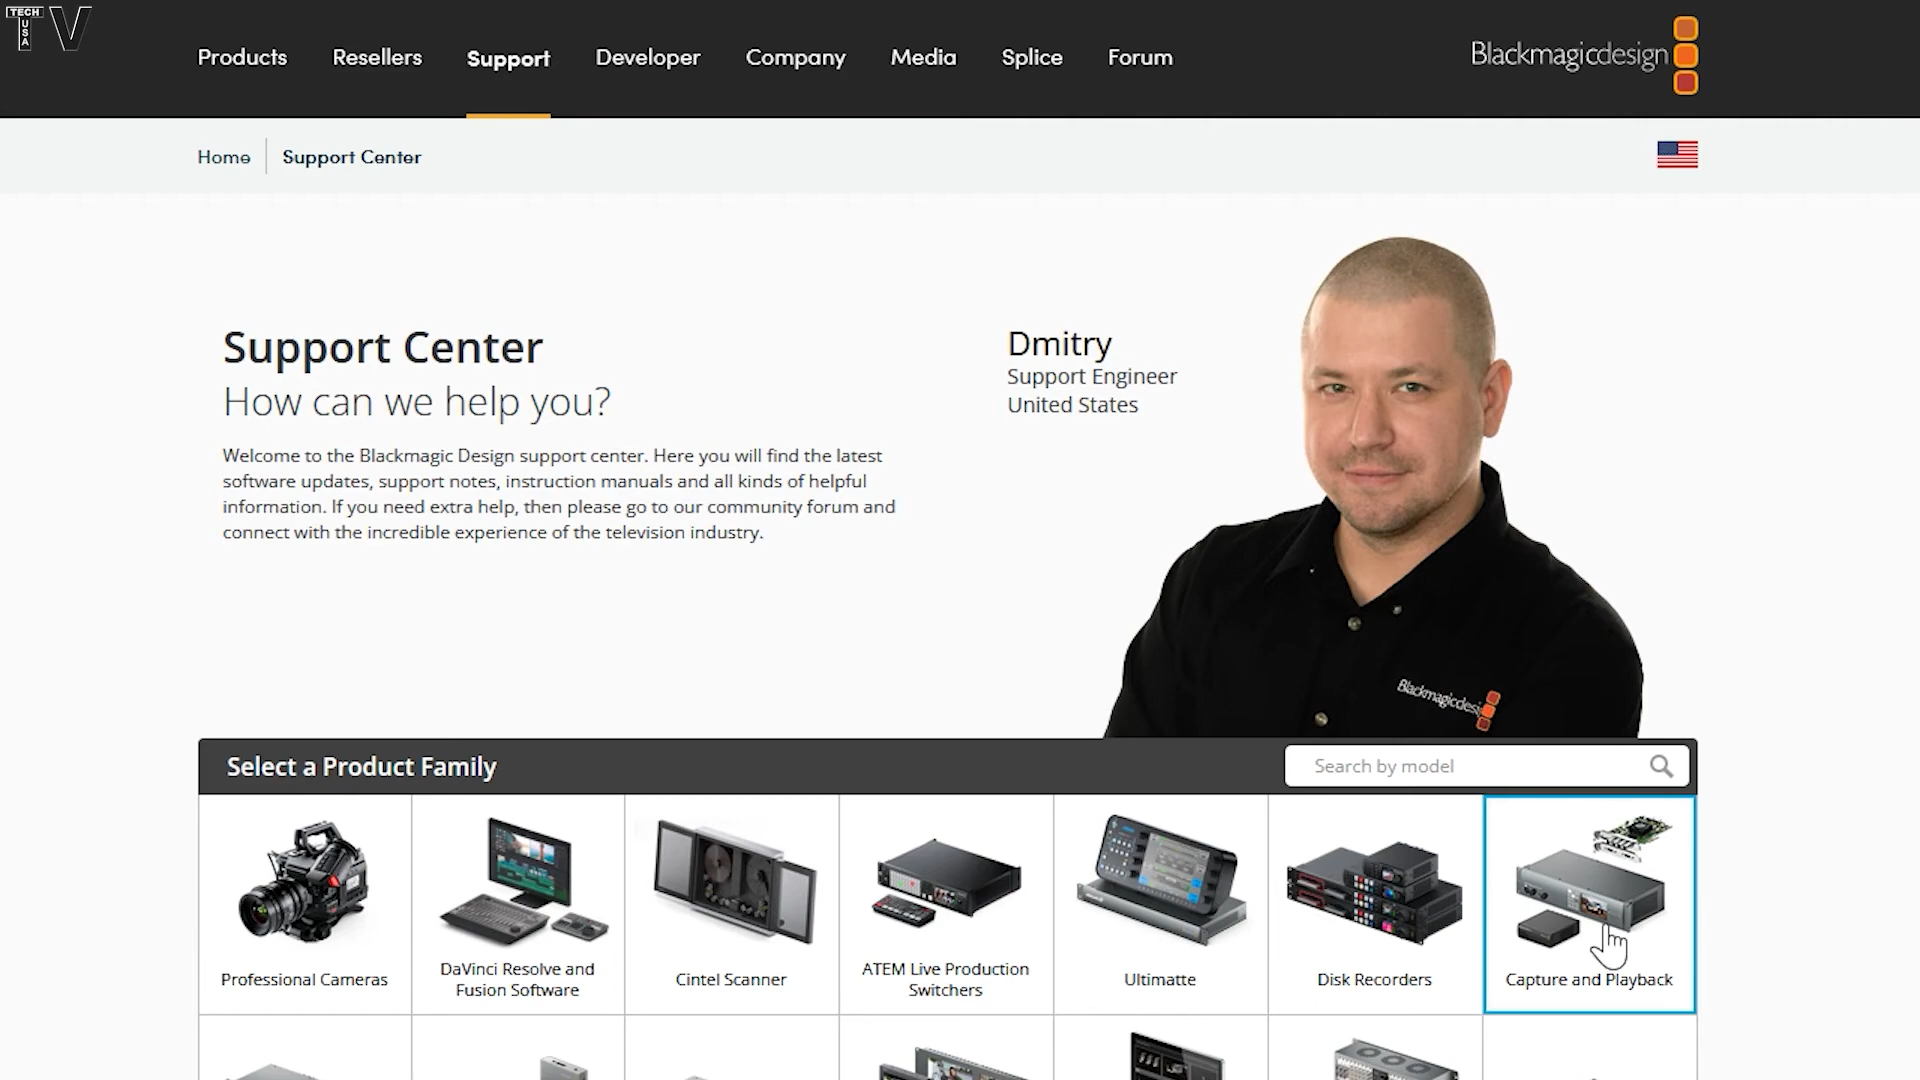 TECH
USA
TV
Products Resellers Support Developer Company Media Splice Forum
Blackmagicdesign
Home Support Center
Support Center
How can we help you?
Welcome to the Blackmagic Design support center. Here you will find the latest
software updates, support notes, instruction manuals and all kinds of helpful
information. If you need extra help, then please go to our community forum and
connect with the incredible experience of the television industry.
Dmitry
Support Engineer
United States
Blackmagicdesi
Select a Product Family
Search by model
Professional Cameras
DaVinci Resolve and
Fusion Software
Cintel Scanner
ATEM Live Production
Switchers
Ultimatte
Disk Recorders
Capture and Playback